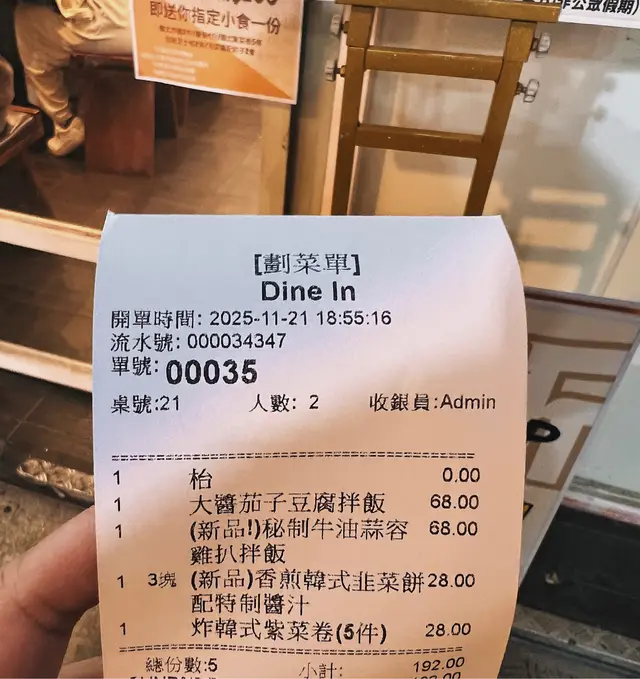 即送你指定小食一份
[劃菜單]
Dine In
開單時間: 2025-11-21 18:55:16
流水號: 000034347
單號: 00035
桌號:21 人數: 2 收銀員:Admin
1 枱 0.00
1 大醬茄子豆腐拌飯 68.00
1 (新品!)秘制牛油蒜容 68.00
雞扒拌飯
1 3塊 (新品)香煎韓式韭菜餅 28.00
配特制醬汁
1 炸韓式紫菜卷(5件) 28.00
總份數:5 小計: 192.00